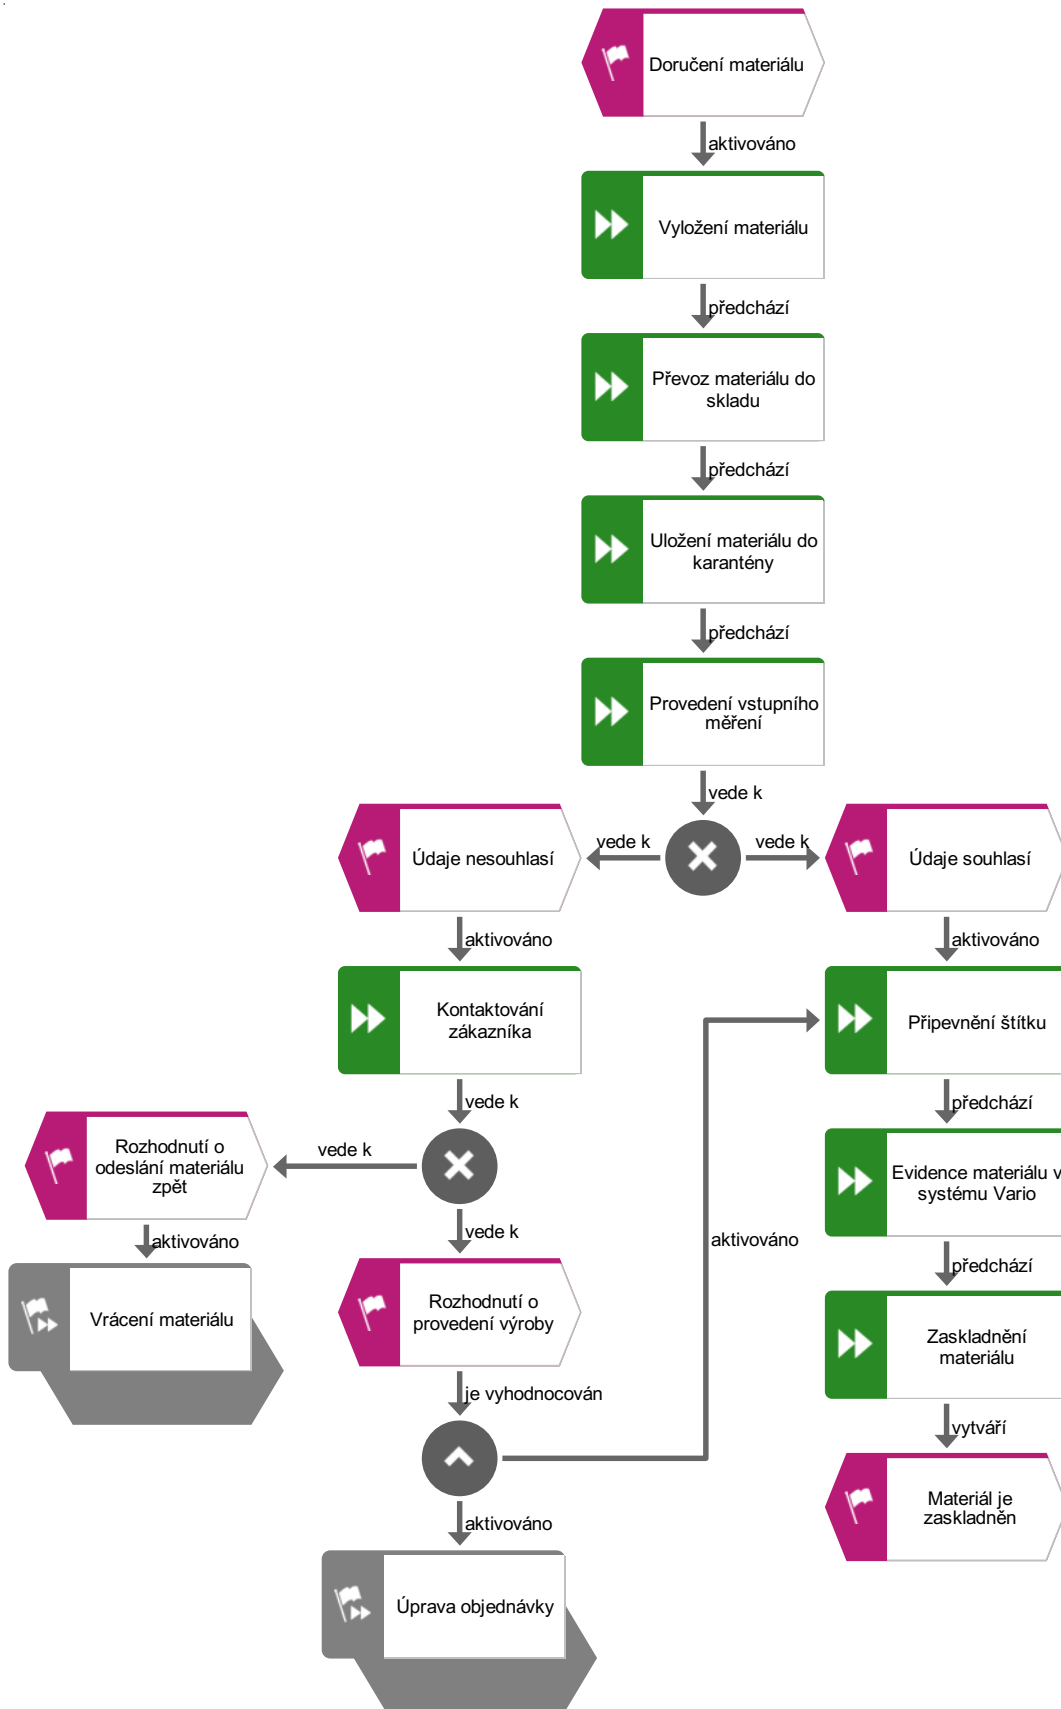 Doručení materiálu
aktivováno
Vyložení materiálu
předchází
Převoz materiálu do
skladu
předchází
Uložení materiálu do
karantény
předchází
Provedení vstupního
měření
vede k
vede k
vede k
Údaje nesouhlasí
Údaje souhlasí
aktivováno
aktivováno
Kontaktování
zákazníka
Připevnění štítku
vede k
předchází
vede k
Rozhodnutí o
odeslání materiálu
zpět
Evidence materiálu v
systému Vario
aktivováno
vede k
aktivováno
předchází
Vrácení materiálu
Rozhodnutí o
provedení výroby
Zaskladnění
materiálu
je vyhodnocován
vytváří
Materiál je
zaskladněn
aktivováno
Úprava objednávky